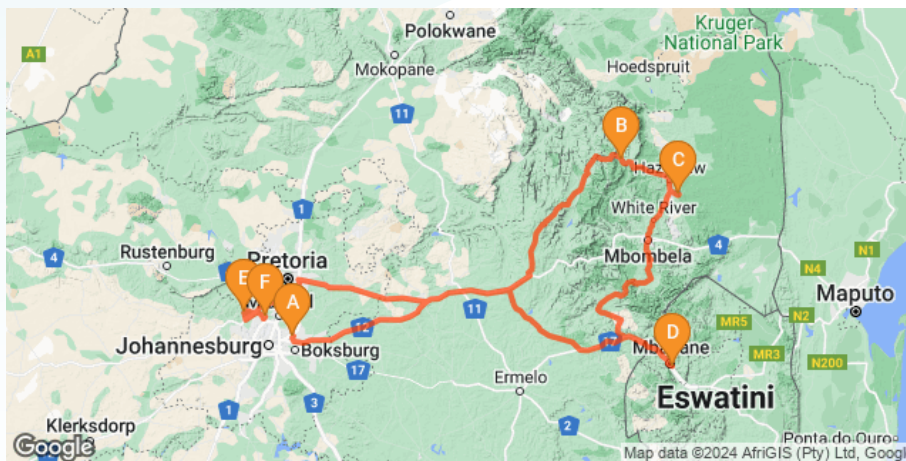 Polokwane
Kruger
National Park
A1
Mokopane
Hoedspruit
11
B
Haz
w
C
1
White River
4
Rustenburg
Pretoria
Mbombela
4
N1
E
F
M
l
A
N4
Maputo
11
MR5
N2
12
D
Johannesburg
Boksburg
17
Mba
ane
17
MR3
N200
Ermelo
Eswatini
1
3
2
Klerksdorp
Ponta do Ouro
Google
Map data ©2024 AfriGIS (Pty) Ltd, Googl